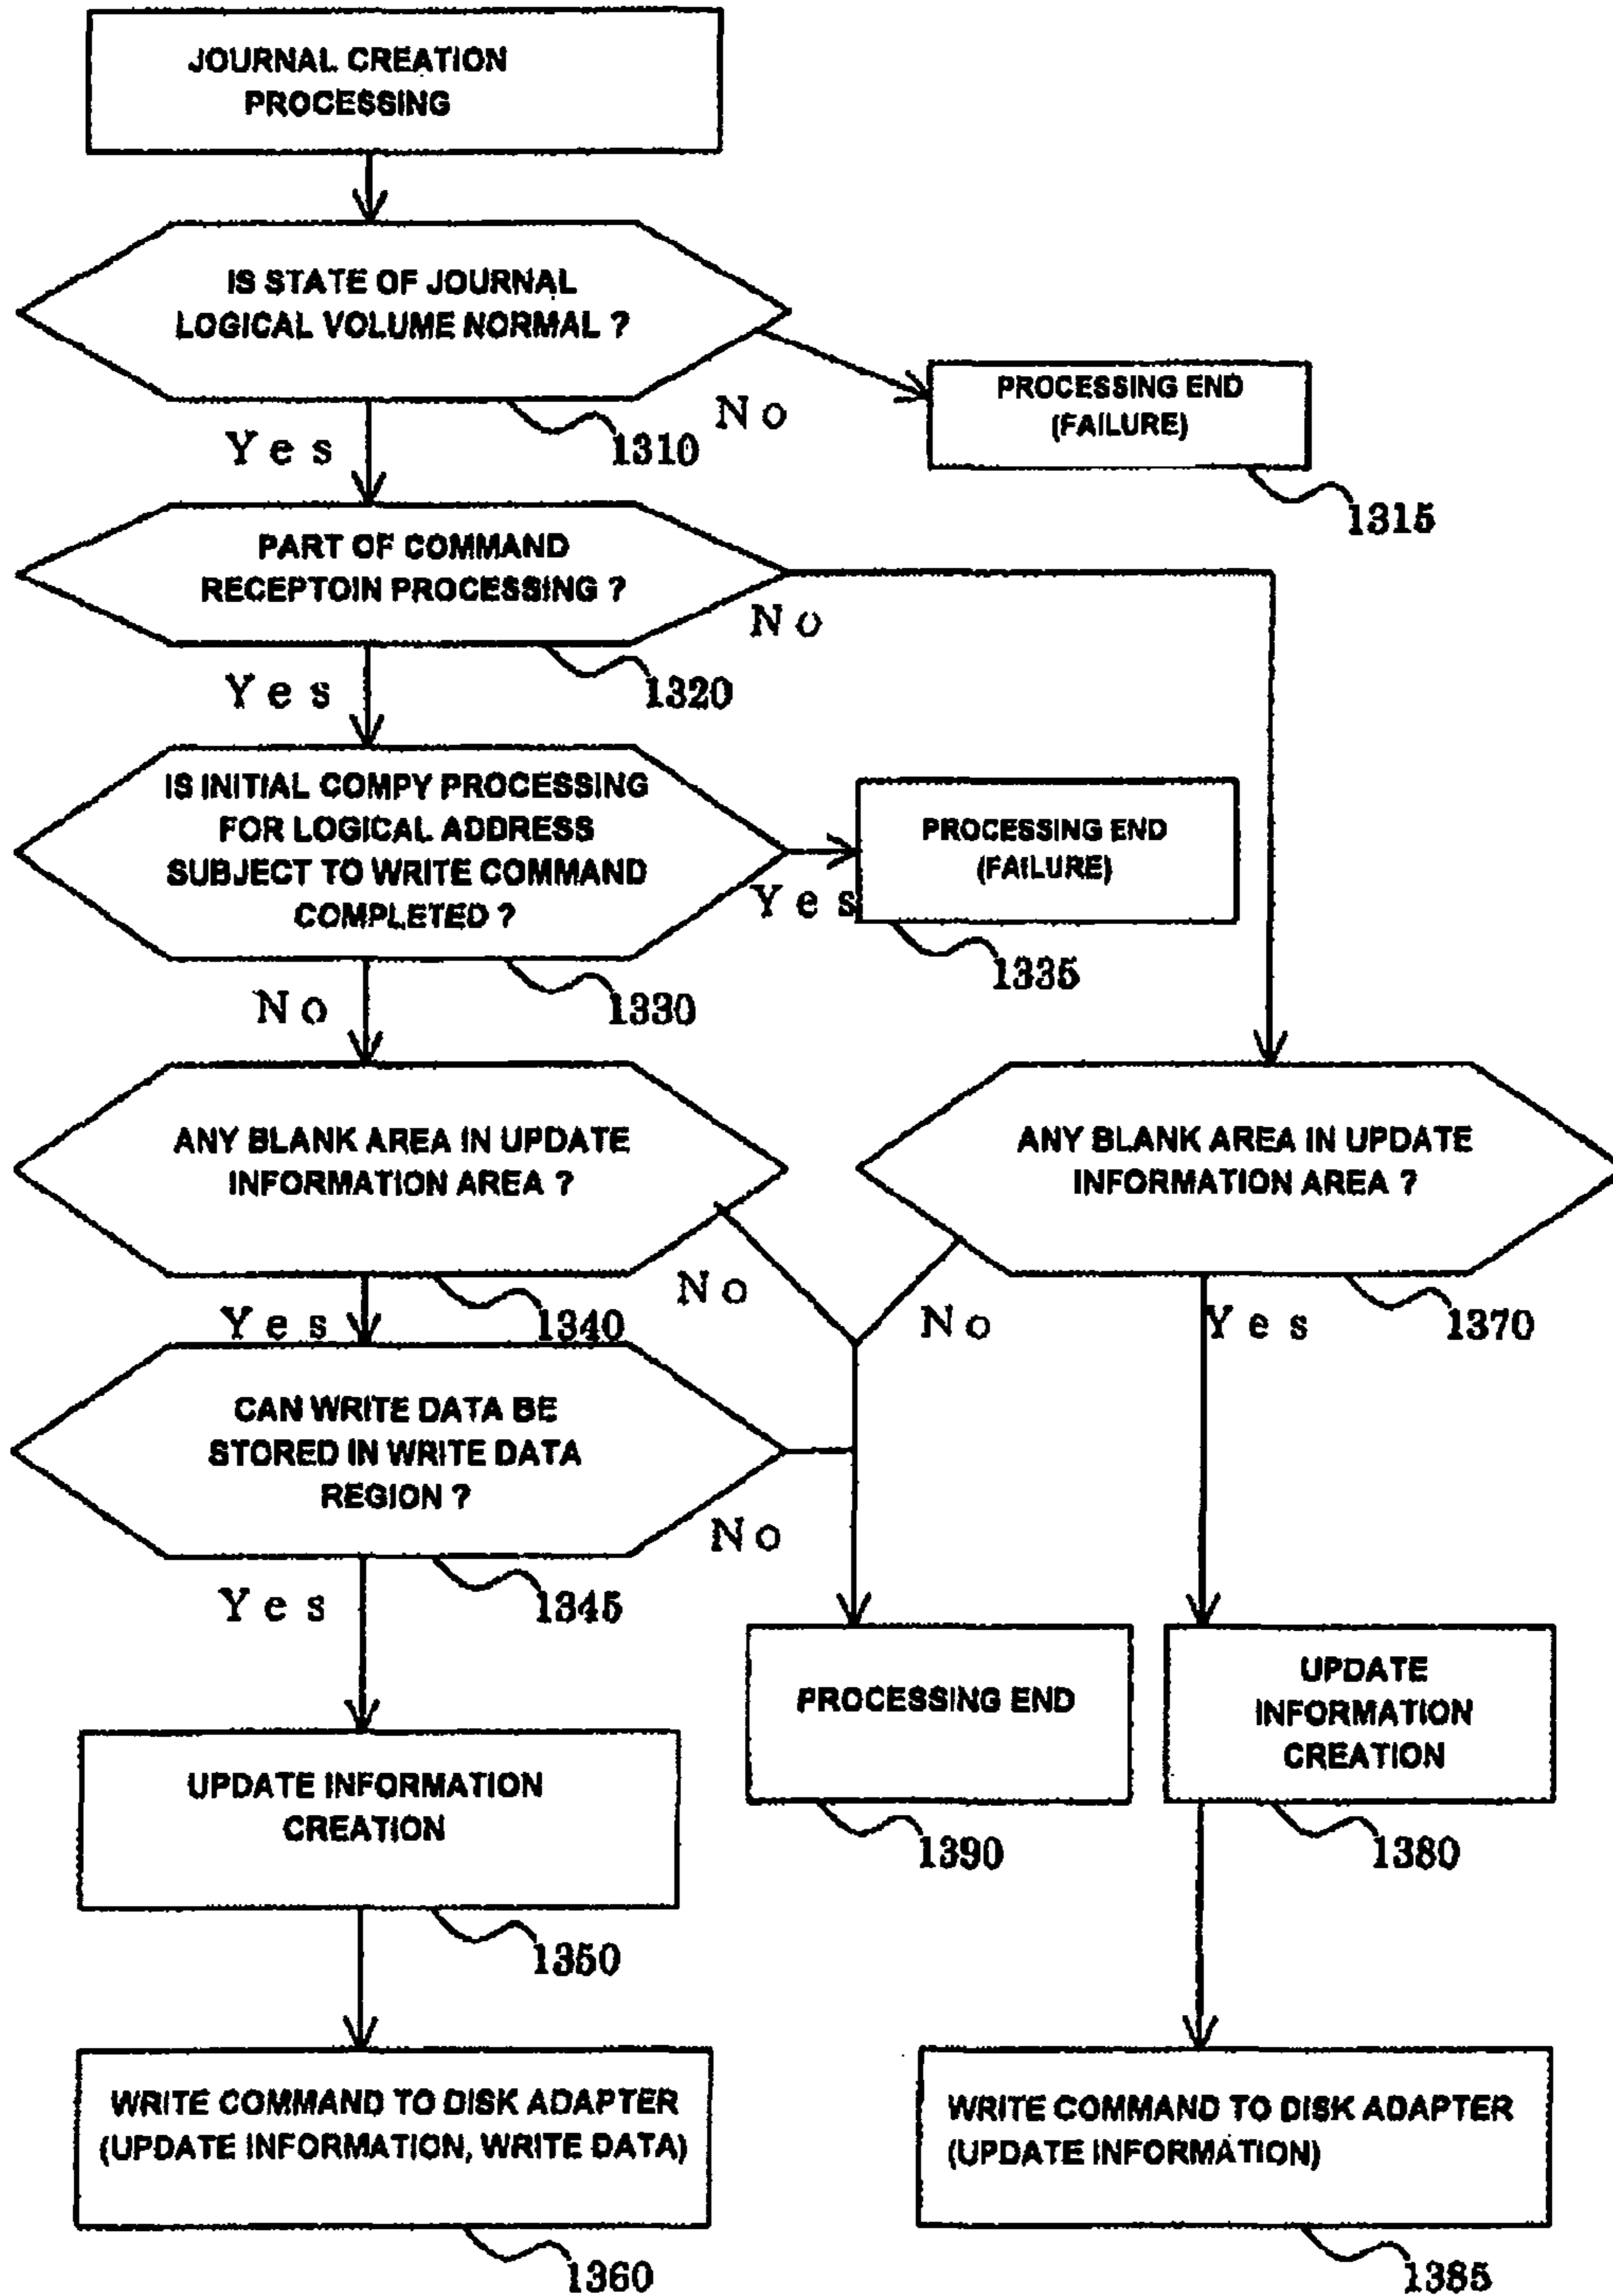 JOURNAL CREATION
PROCESSING
IS STATE OF JOURNAL
LOGICAL VOLUME NORMAL ?
No
PROCESSING END
(FAILURE)
Yes
1310
1315
PART OF COMMAND
RECEPTOIN PROCESSING ?
No
Yes
1320
IS INITIAL COMPY PROCESSING
FOR LOGICAL ADDRESS
SUBJECT TO WRITE COMMAND
COMPLETED ?
Yes
PROCESSING END
(FAILURE)
1335
No
1330
ANY BLANK AREA IN UPDATE
INFORMATION AREA ?
ANY BLANK AREA IN UPDATE
INFORMATION AREA ?
No
No
Yes
1340
Yes
1370
CAN WRITE DATA BE
STORED IN WRITE DATA
REGION ?
No
Yes
1345
PROCESSING END
UPDATE
INFORMATION
CREATION
UPDATE INFORMATION
CREATION
1390
1380
1350
WRITE COMMAND TO DISK ADAPTER
(UPDATE INFORMATION, WRITE DATA)
WRITE COMMAND TO DISK ADAPTER
(UPDATE INFORMATION)
1360
1385